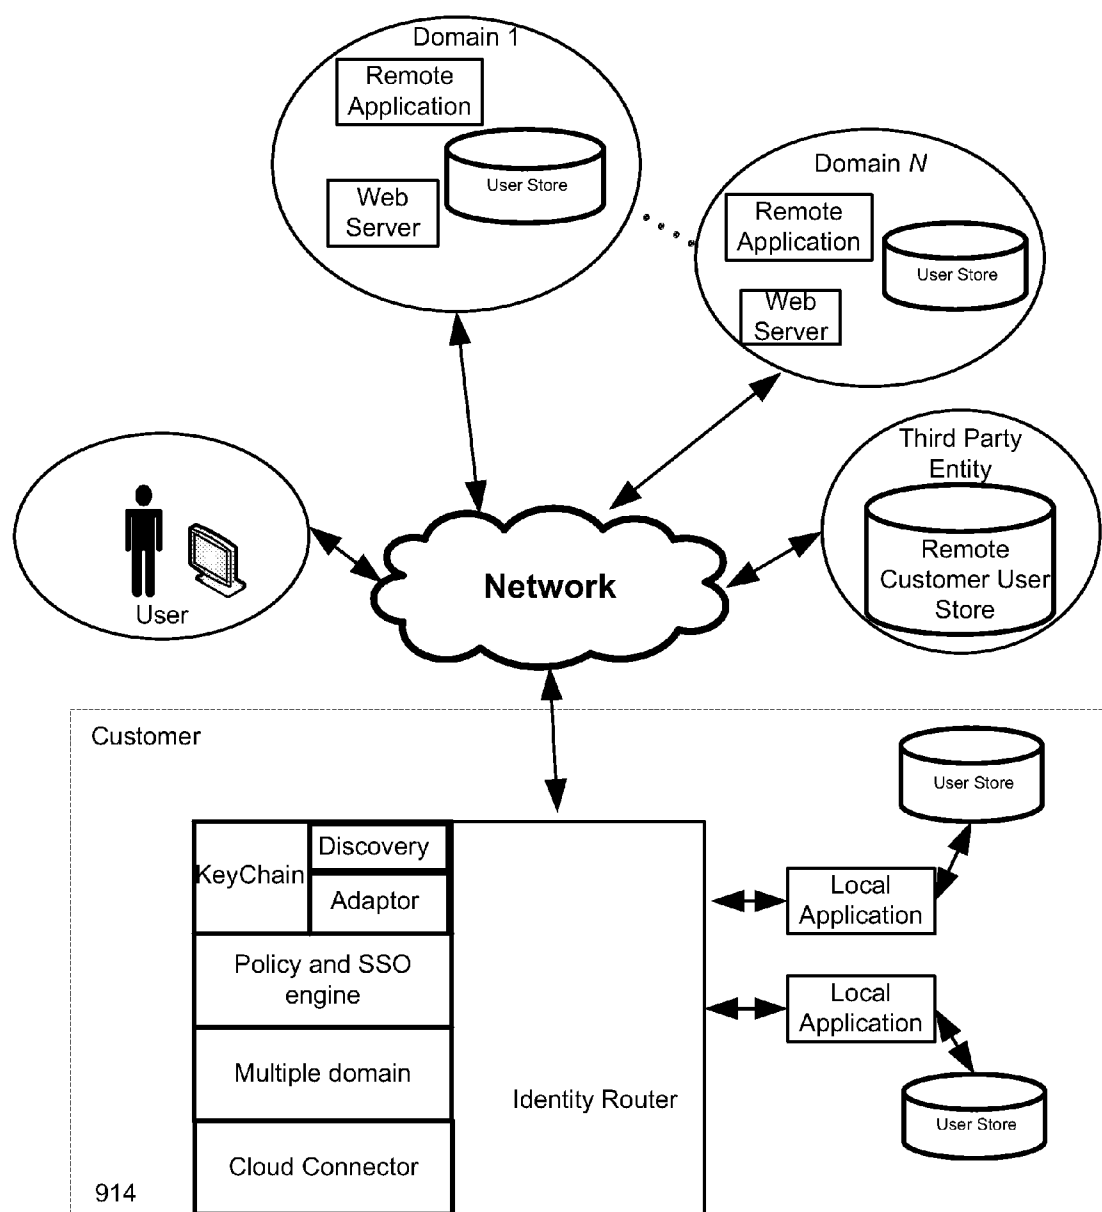 Domain 1
Remote
Application
User Store
Web
Server
Domain N
Remote
Application
User Store
Web
Server
Third Party
Entity
Remote
Customer User
Store
User
Network
Customer
User Store
KeyChain
Discovery
Adaptor
Local
Application
Policy and SSO
engine
Local
Application
Multiple domain
Identity Router
User Store
Cloud Connector
914